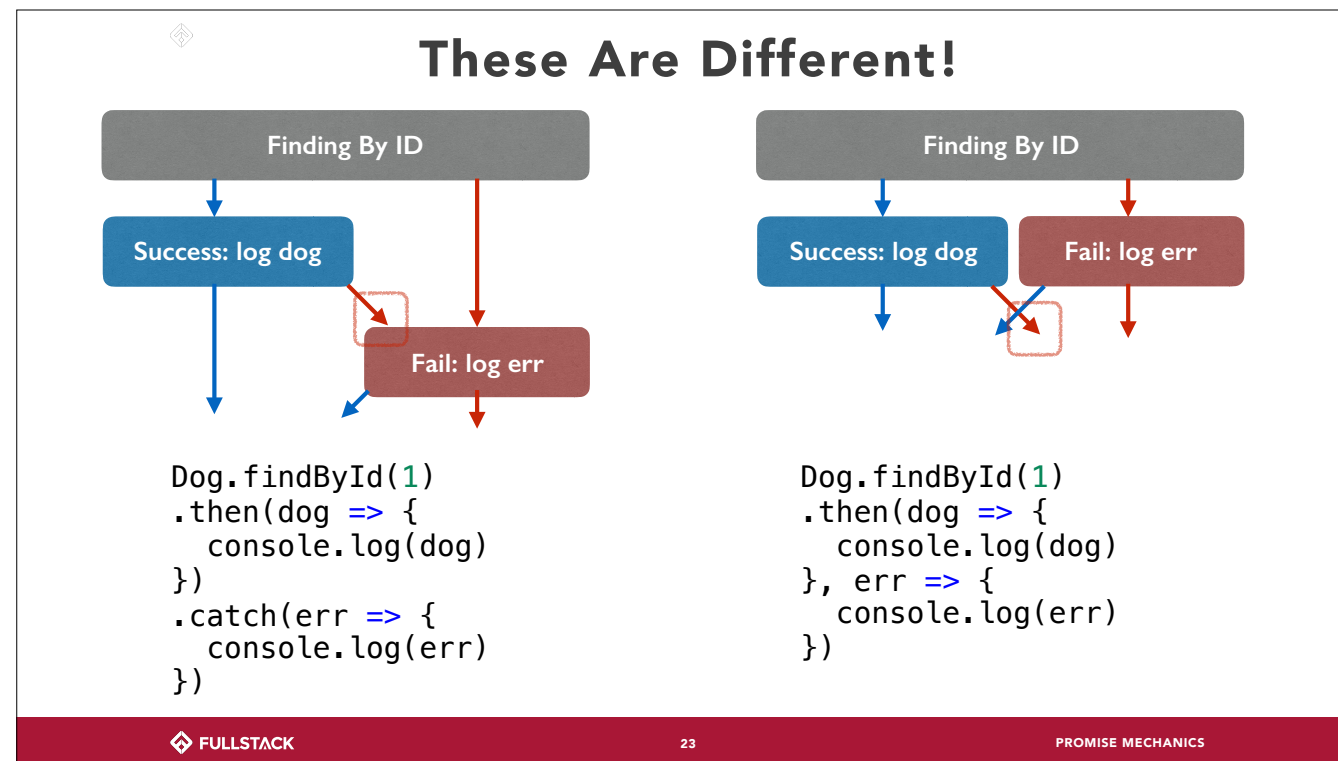 These Are Different!
Finding By ID
Success: log dog
Fail: log err
Dog.findById(1)
.then(dog => {
  console.log(dog)
})
.catch(err => {
  console.log(err)
})
Finding By ID
Success: log dog
Fail: log err
Dog.findById(1)
.then(dog => {
  console.log(dog)
}, err => {
  console.log(err)
})
FULLSTACK
23
PROMISE MECHANICS